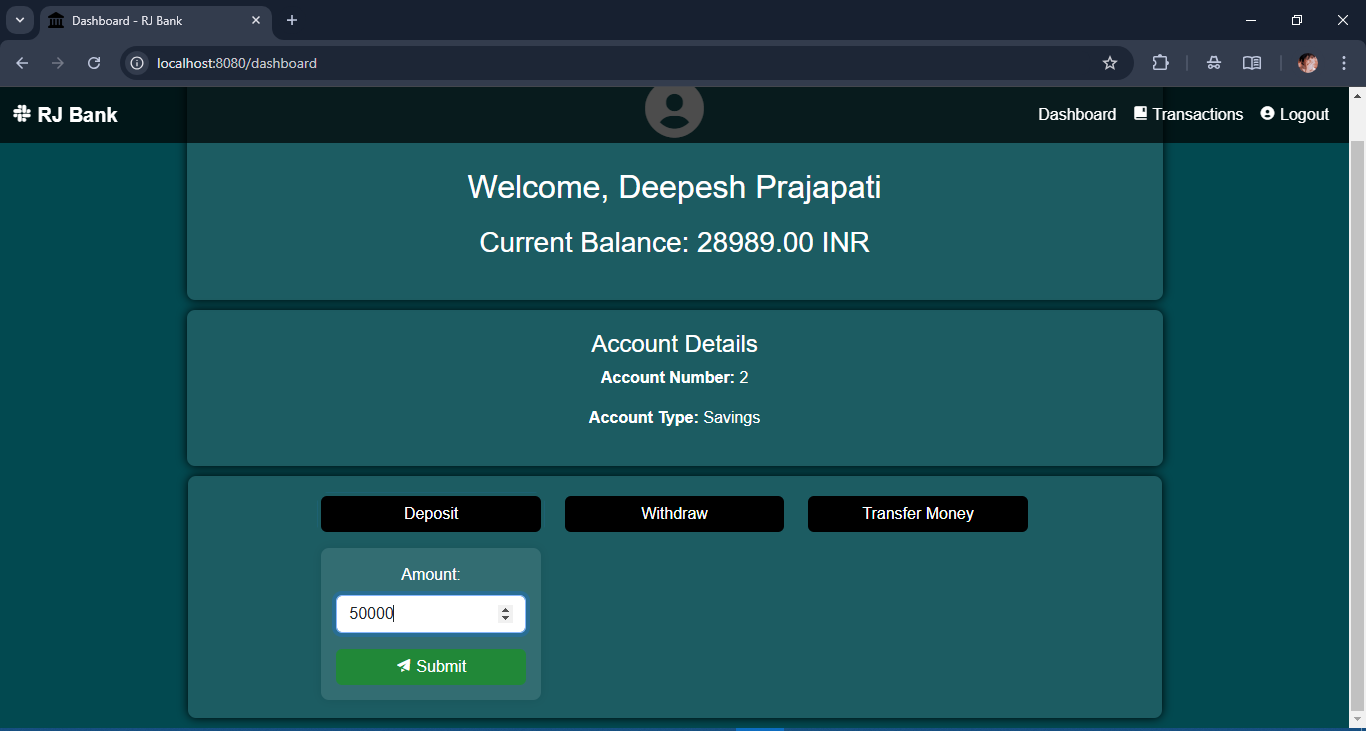 Dashboard - RJ Bank
localhost:8080/dashboard
RJ Bank
Dashboard Transactions Logout
Welcome, Deepesh Prajapati
Current Balance: 28989.00 INR
Account Details
Account Number: 2
Account Type: Savings
Deposit Withdraw Transfer Money
Amount:
50000
Submit